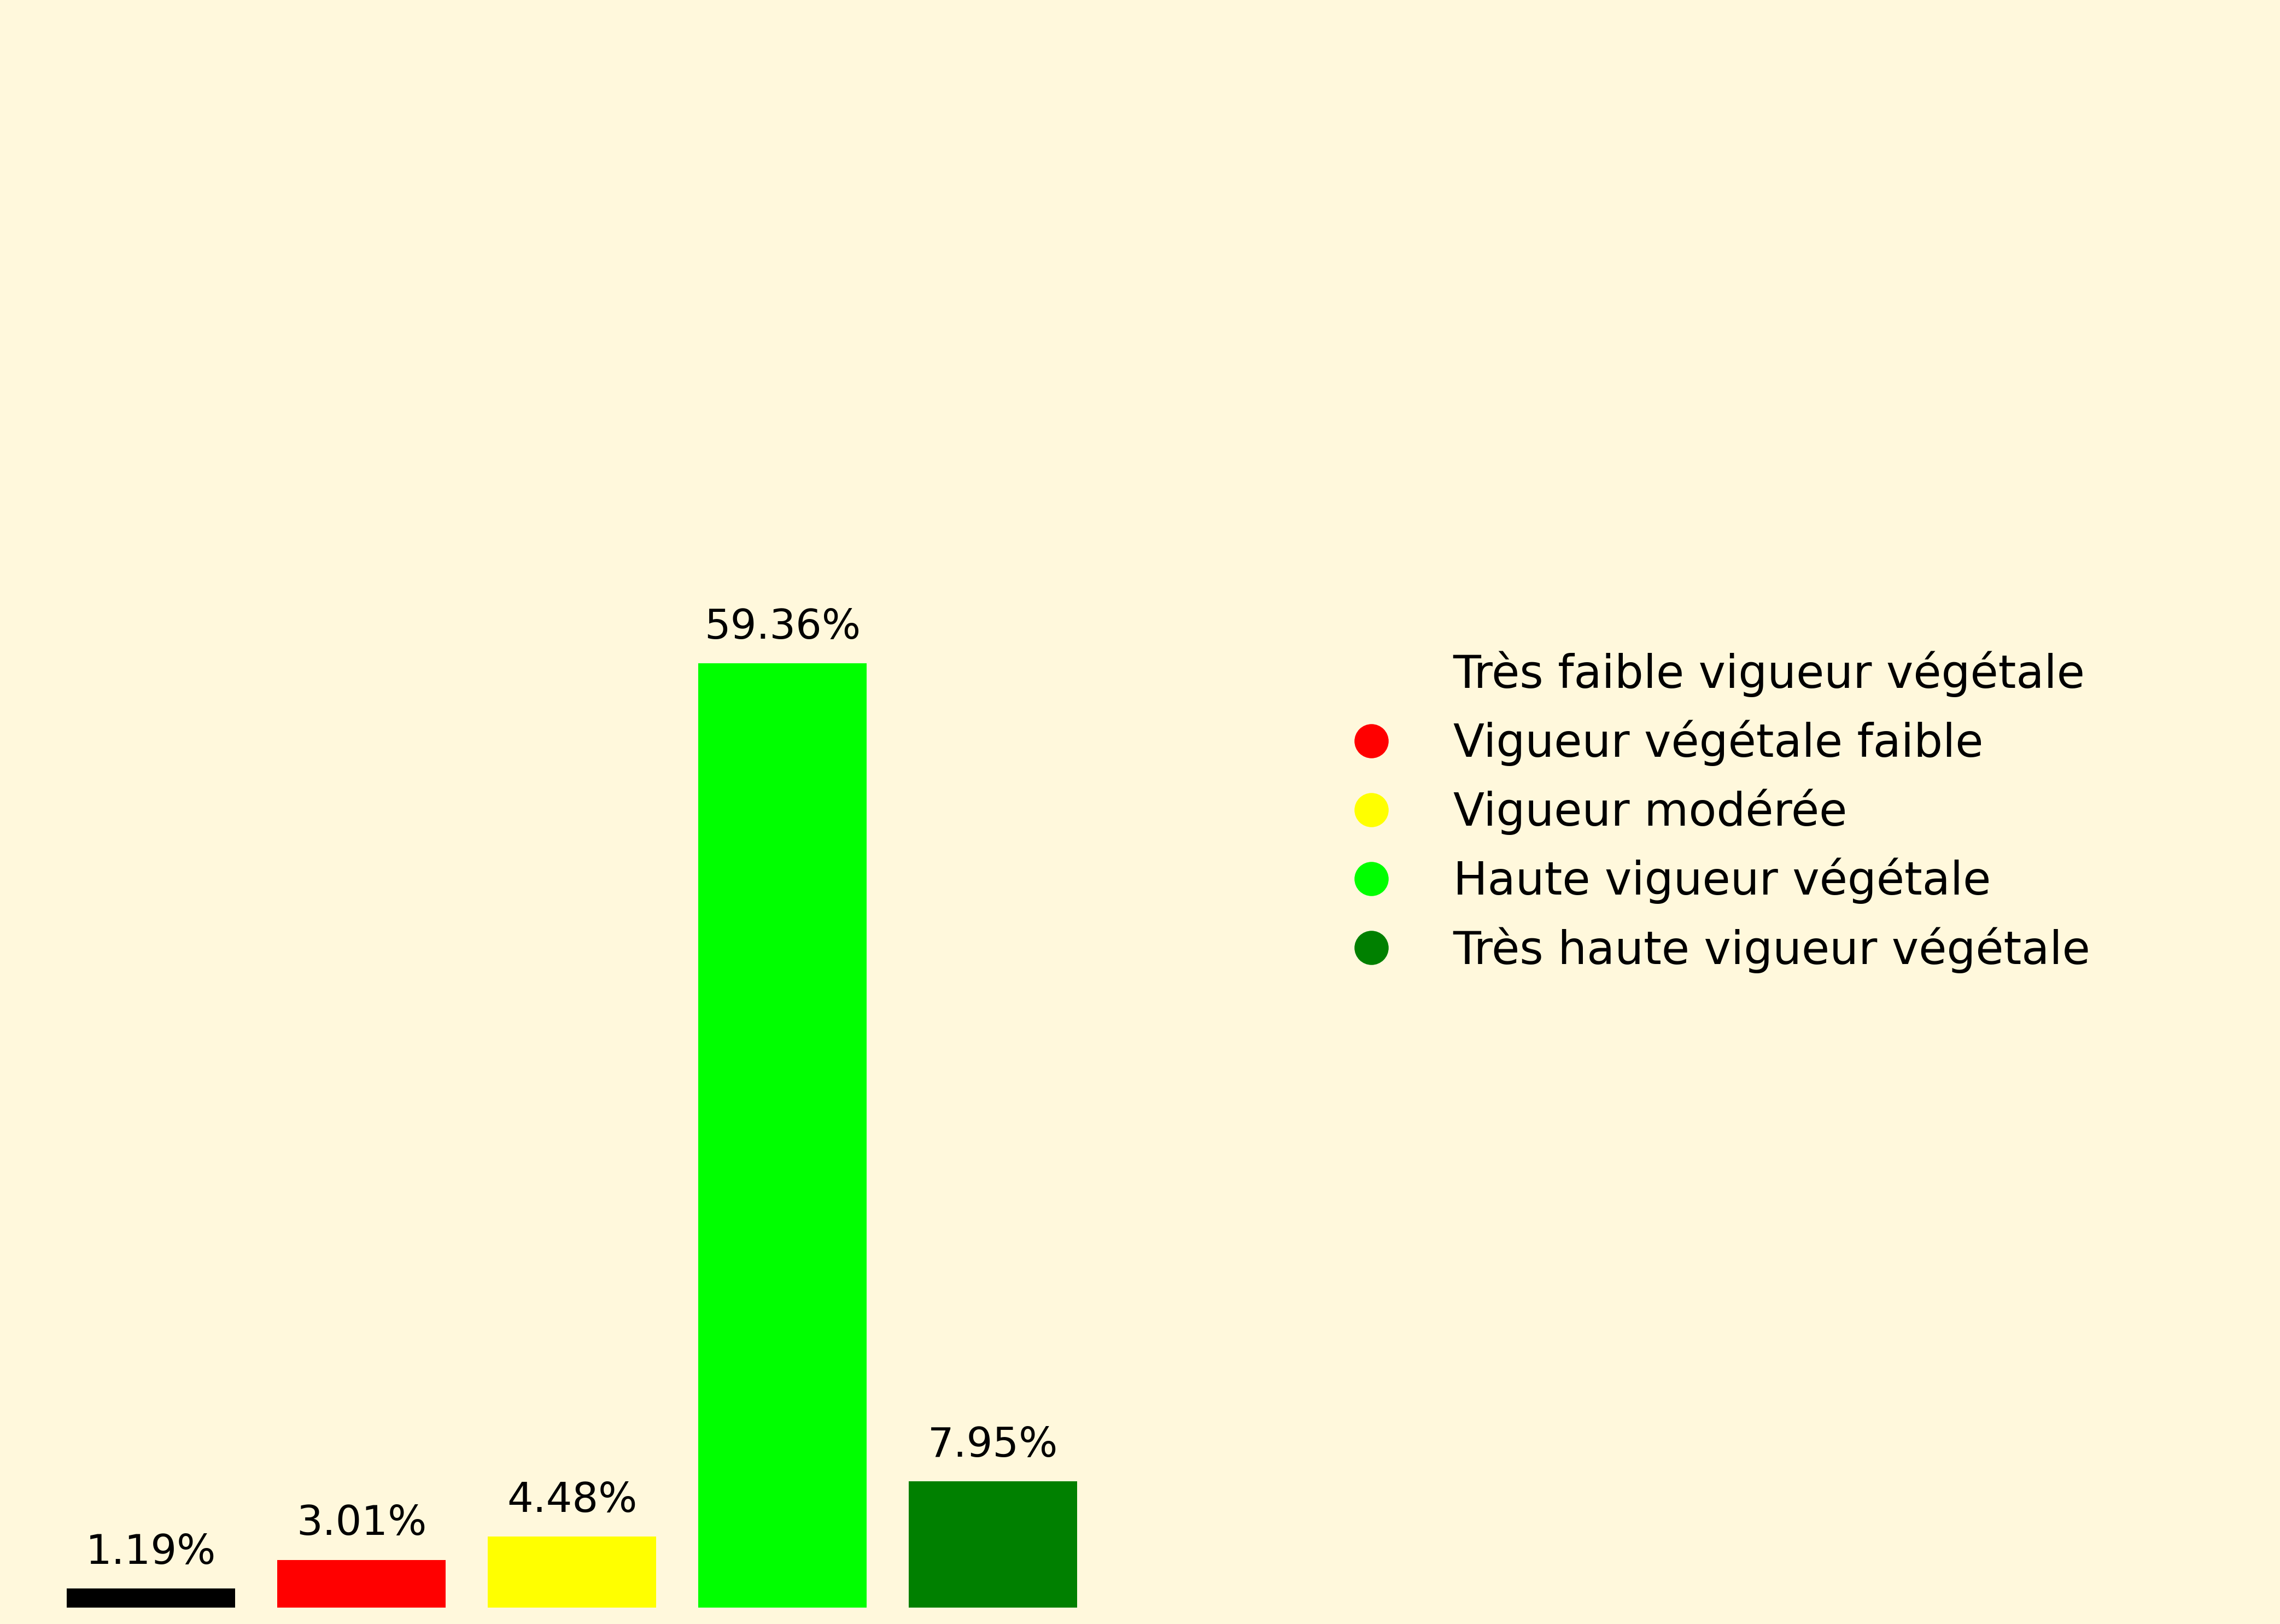 59.36%
Très faible vigueur végétale
Vigueur végétale faible
Vigueur modérée
Haute vigueur végétale
Très haute vigueur végétale
7.95%
4.48%
3.01%
1.19%